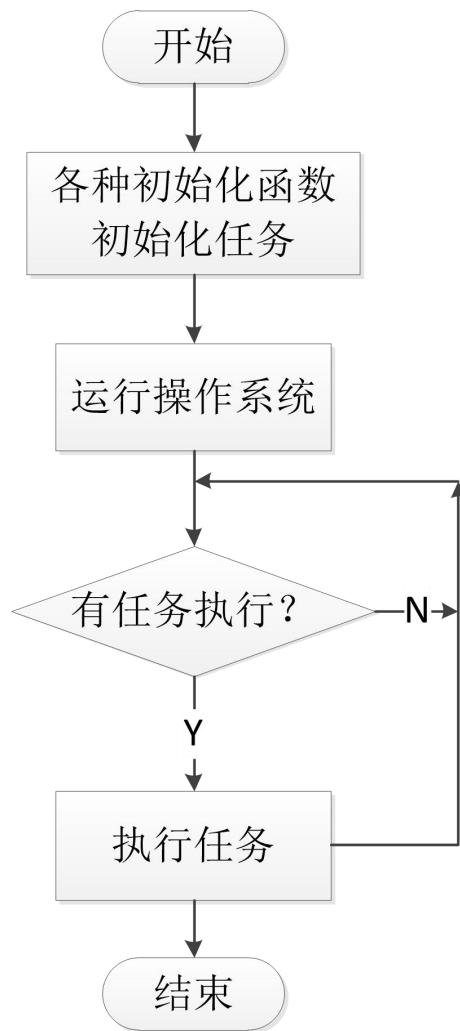 开始
各种初始化函数
初始化任务
运行操作系统
有任务执行？
N
Y
执行任务
结束